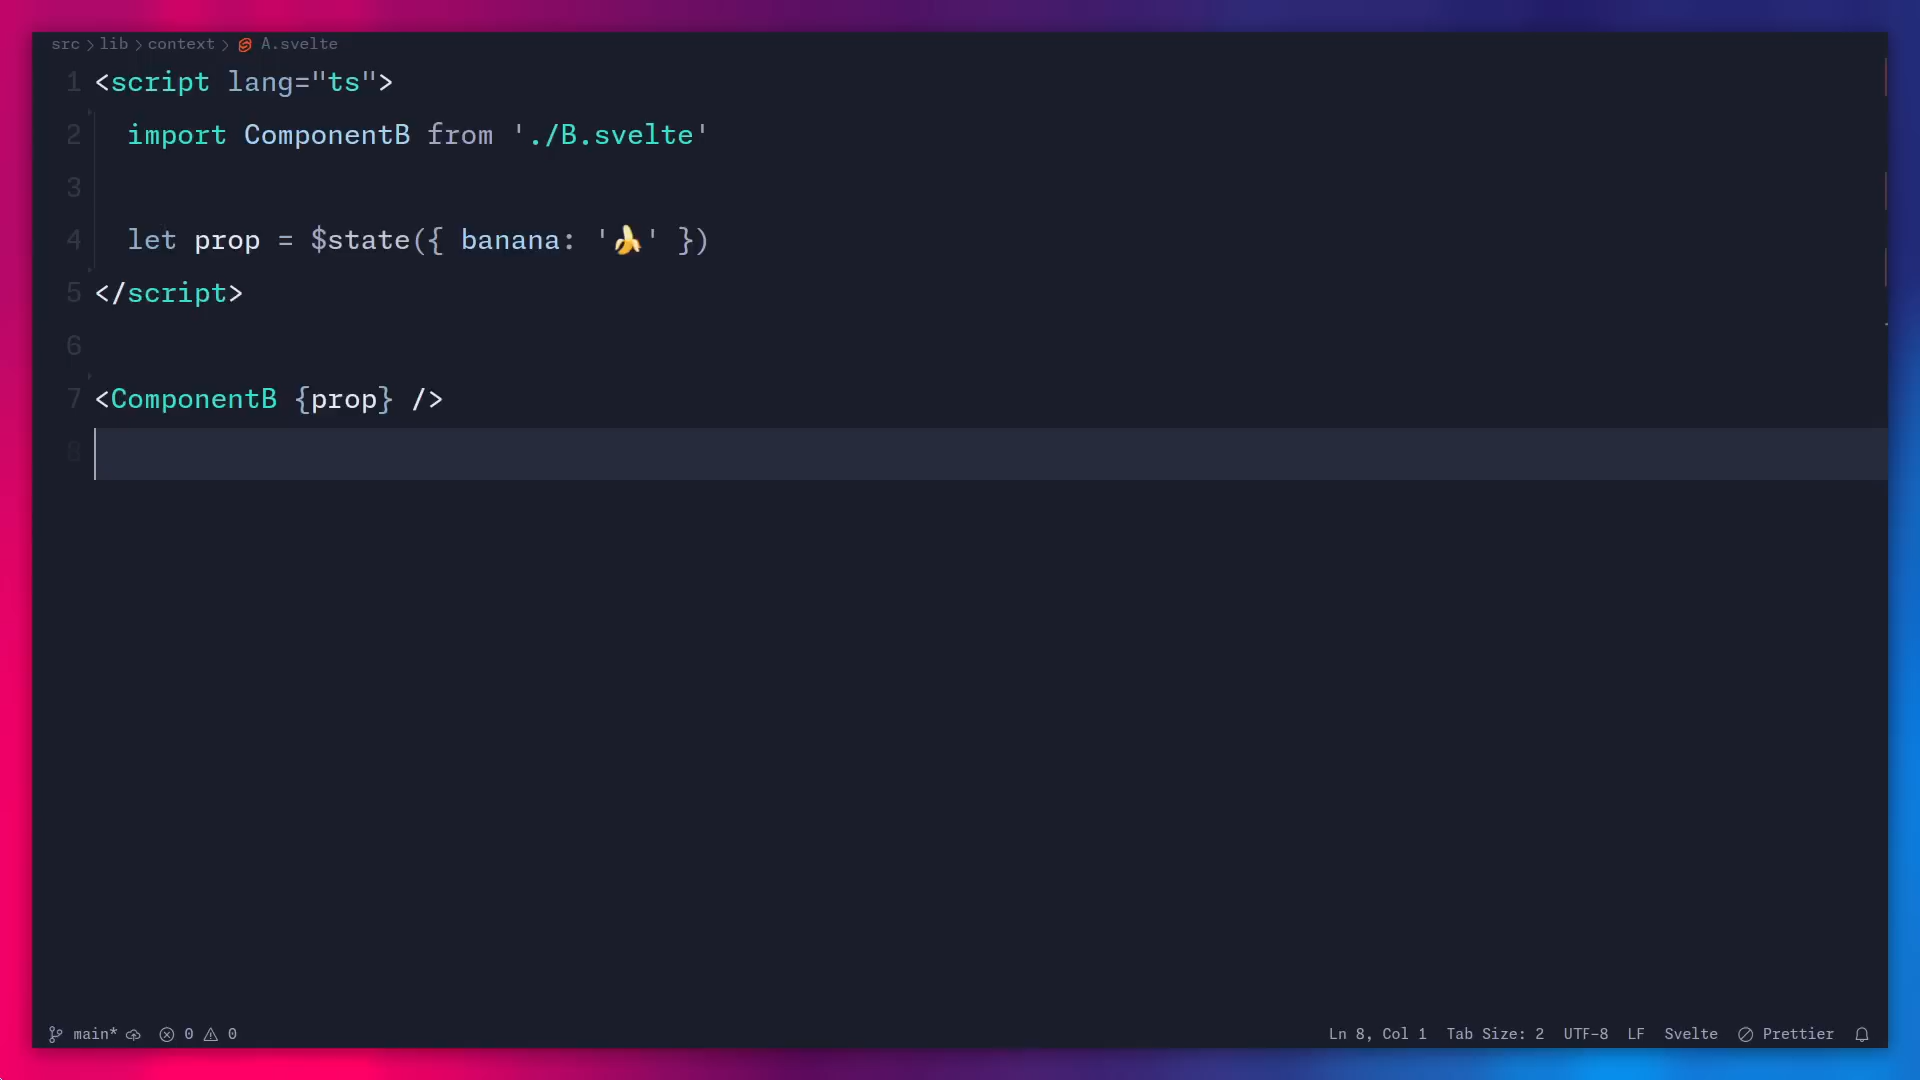 src > lib > context > A.svelte
1 <script lang="ts">
2   import ComponentB from './B.svelte'
3
4   let prop = $state({ banana: '🍌' })
5 </script>
6
7 <ComponentB {prop} />
8
main* 0 0 Ln 8, Col 1 Tab Size: 2 UTF-8 LF Svelte Prettier